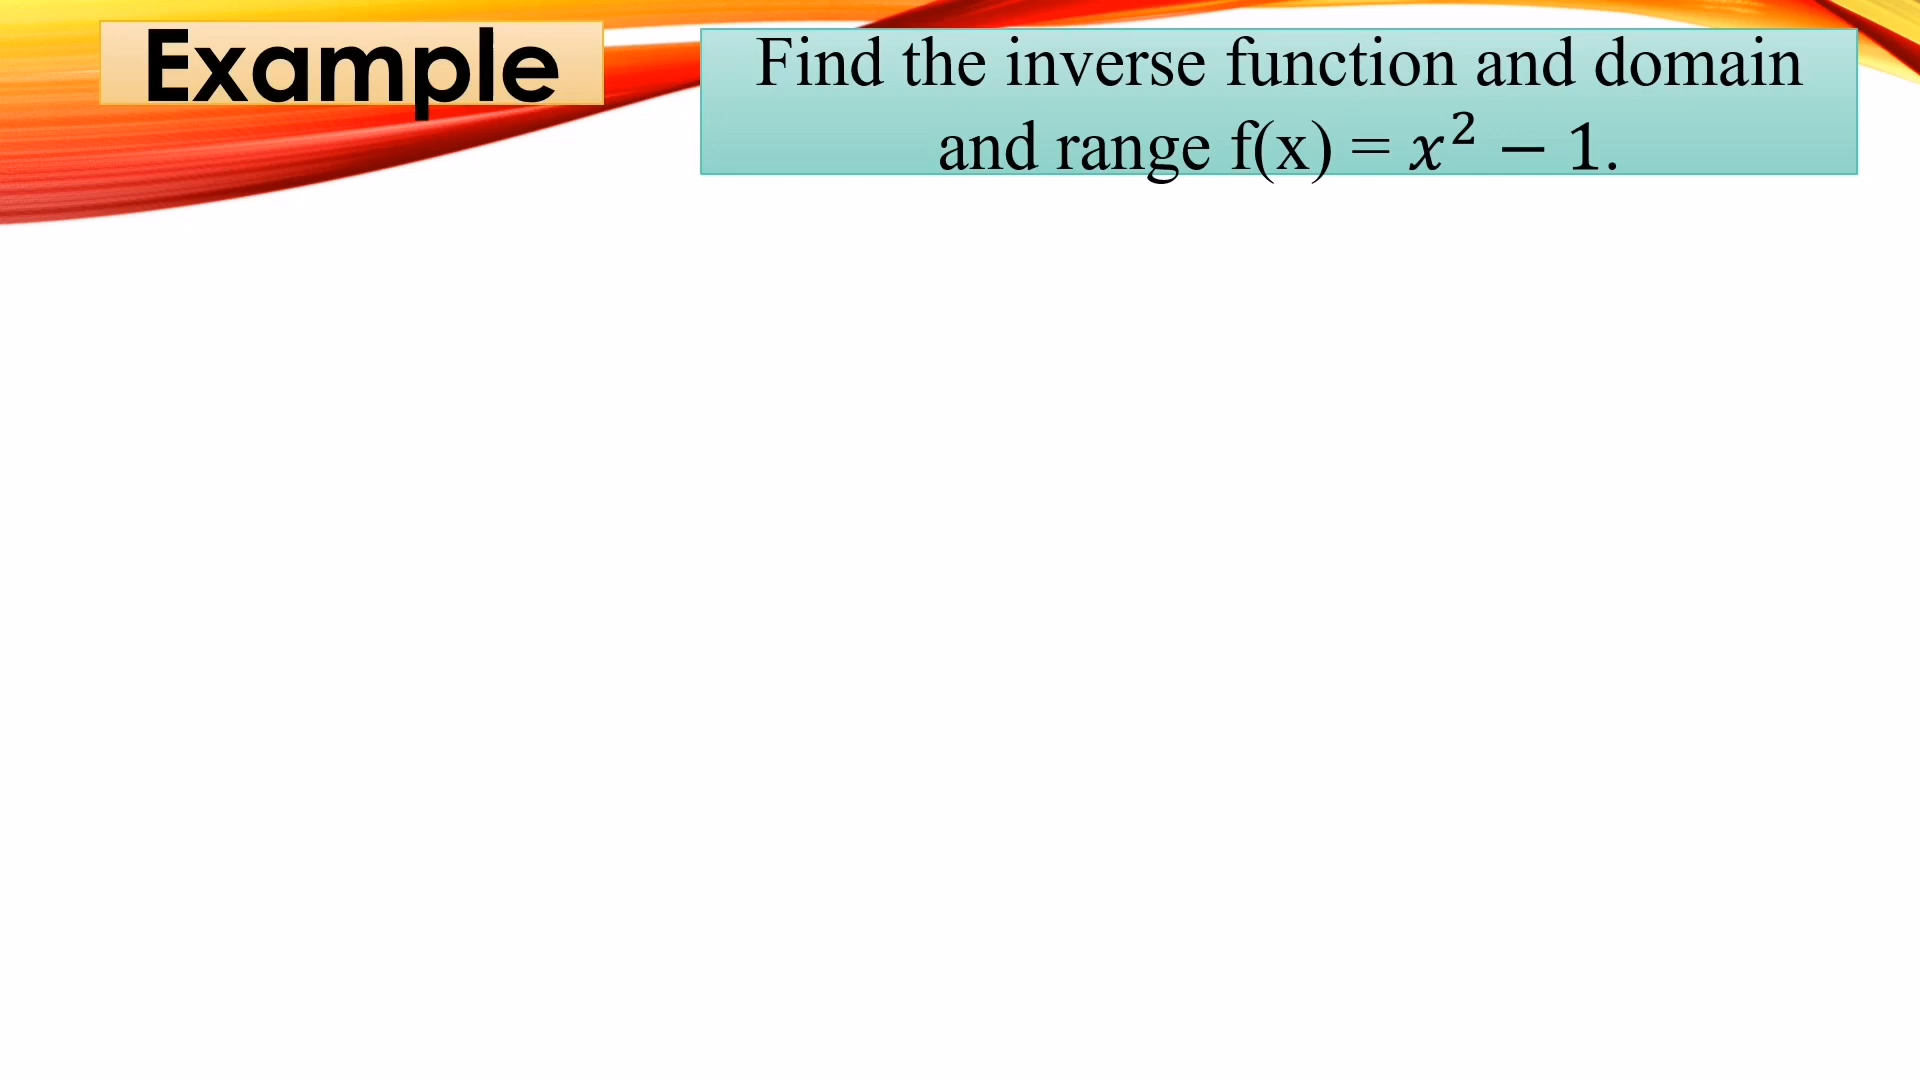 Example
Find the inverse function and domain
and range f(x) = 𝑥² − 1.